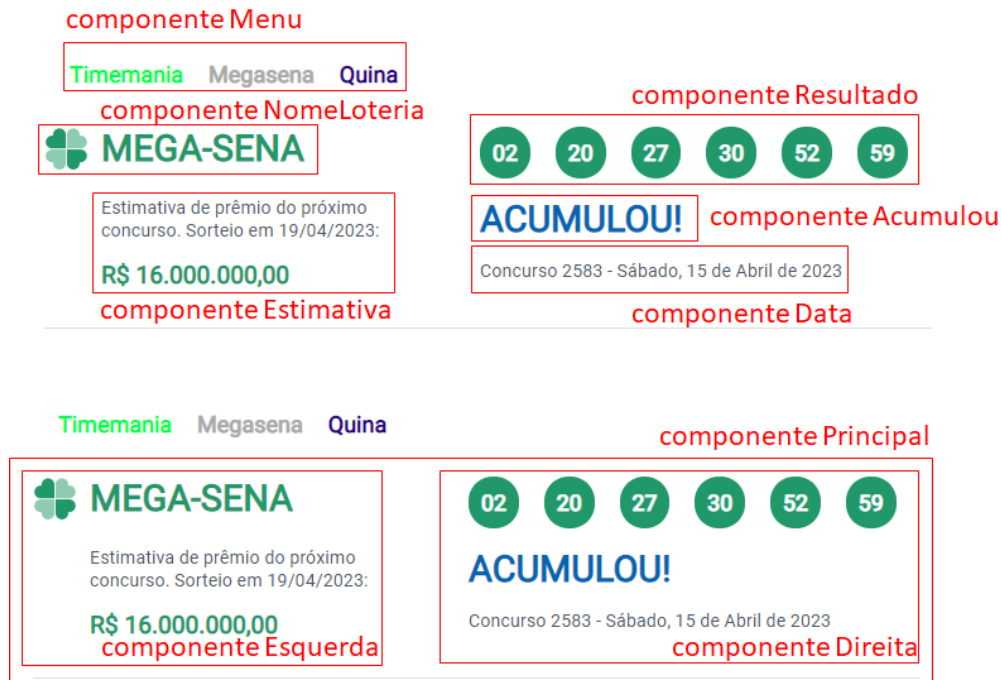 componente Menu
Timemania Megasena Quina
componente NomeLoteria
componente Resultado
MEGA-SENA
02 20 27 30 52 59
Estimativa de prêmio do próximo
concurso. Sorteio em 19/04/2023:
ACUMULOU!
componente Acumulou
R$ 16.000.000,00
Concurso 2583 - Sábado, 15 de Abril de 2023
componente Estimativa
componente Data
Timemania Megasena Quina
componente Principal
MEGA-SENA
02 20 27 30 52 59
Estimativa de prêmio do próximo
concurso. Sorteio em 19/04/2023:
ACUMULOU!
R$ 16.000.000,00
Concurso 2583 - Sábado, 15 de Abril de 2023
componente Esquerda
componente Direita